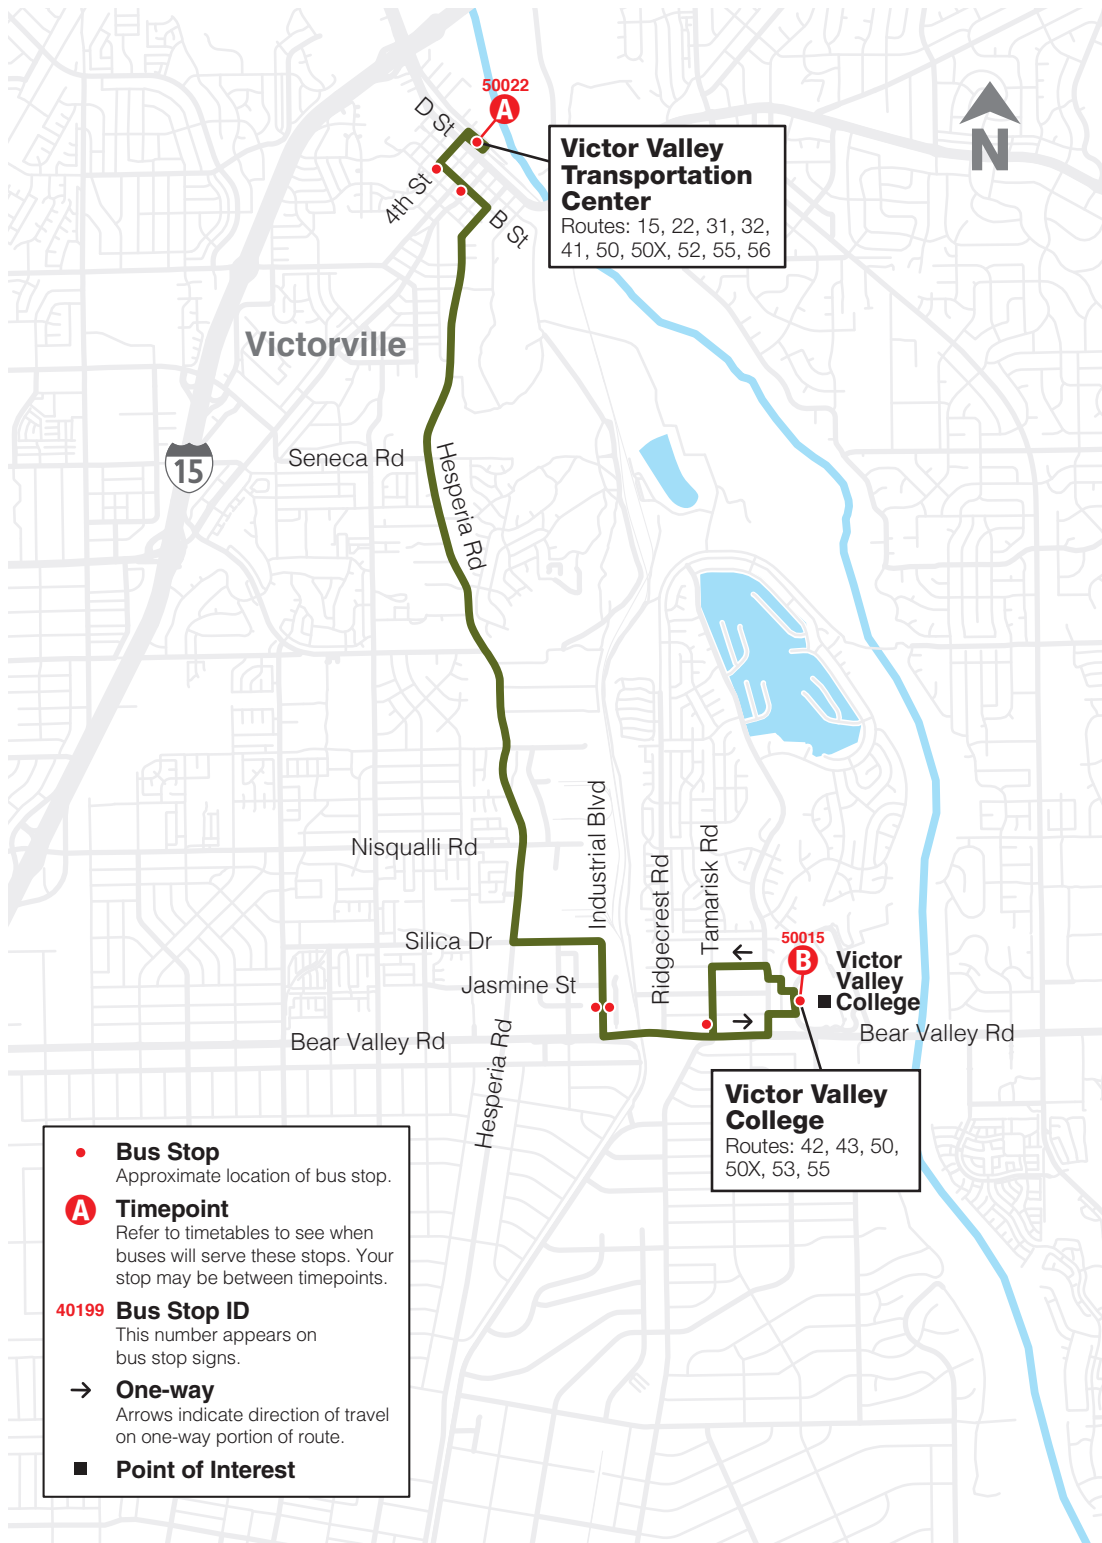 50022
A
D St
N
Victor Valley
Transportation
Center
Routes: 15, 22, 31, 32,
41, 50, 50X, 52, 55, 56
4th St
B St
Victorville
15
Seneca Rd
Hesperia Rd
Nisqualli Rd
Industrial Blvd
Ridgecrest Rd
Tamarisk Rd
Silica Dr
50015
B
Victor
Valley
College
Jasmine St
Bear Valley Rd
Bear Valley Rd
Hesperia Rd
Victor Valley
College
Routes: 42, 43, 50,
50X, 53, 55
Bus Stop
Approximate location of bus stop.
A
Timepoint
Refer to timetables to see when
buses will serve these stops. Your
stop may be between timepoints.
40199 Bus Stop ID
This number appears on
bus stop signs.
One-way
Arrows indicate direction of travel
on one-way portion of route.
Point of Interest